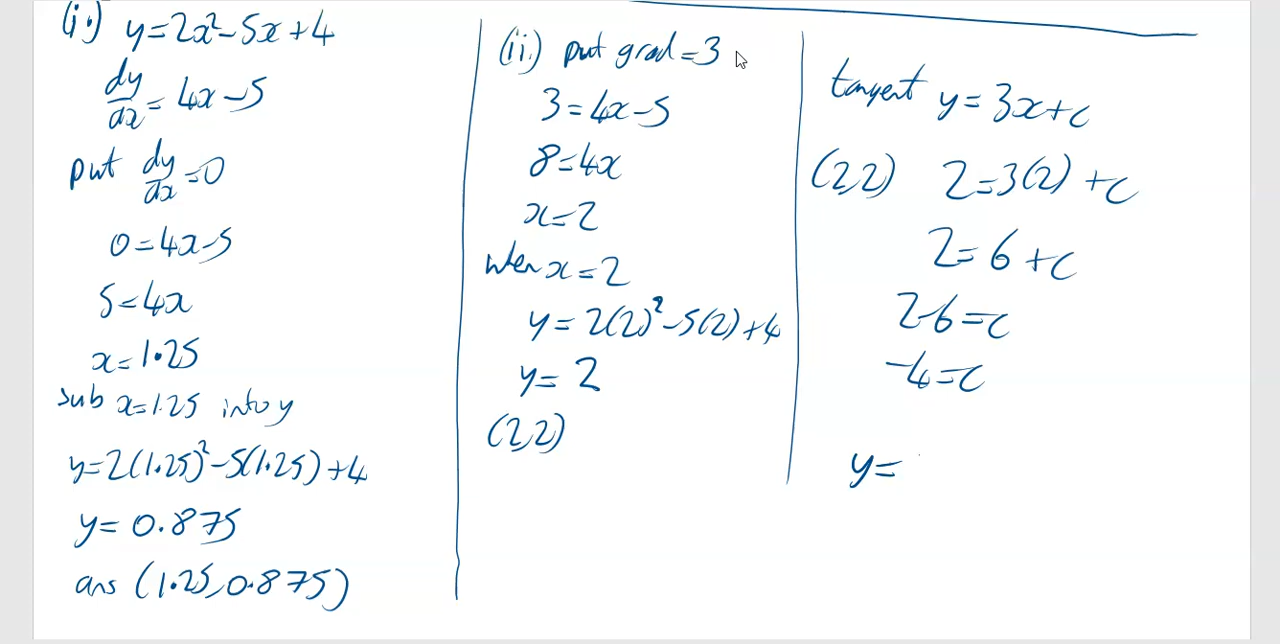 (i.) y=2x²-5x+4
dy/dx = 4x-5
put dy/dx=0
0=4x-5
5=4x
x=1.25
sub x=1.25 into y
y=2(1.25)²-5(1.25)+4
y=0.875
ans (1.25,0.875)
(ii.) put grad=3
3=4x-5
8=4x
x=2
when x=2
y=2(2)²-5(2)+4
y=2
(2,2)
tangent y=3x+c
(2,2) 2=3(2)+c
2=6+c
2-6=c
-4=c
y=